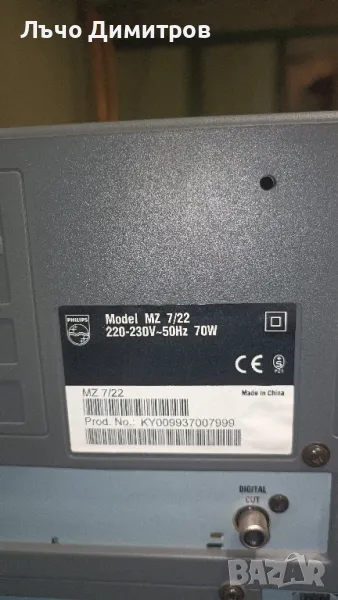 Лъчо Димитров
PHILIPS
Model MZ 7/22
220-230V~50Hz 70W
CE
Made in China
MZ 7/22
Prod. No.: KY009937007999
DIGITAL
OUT
BAZAR